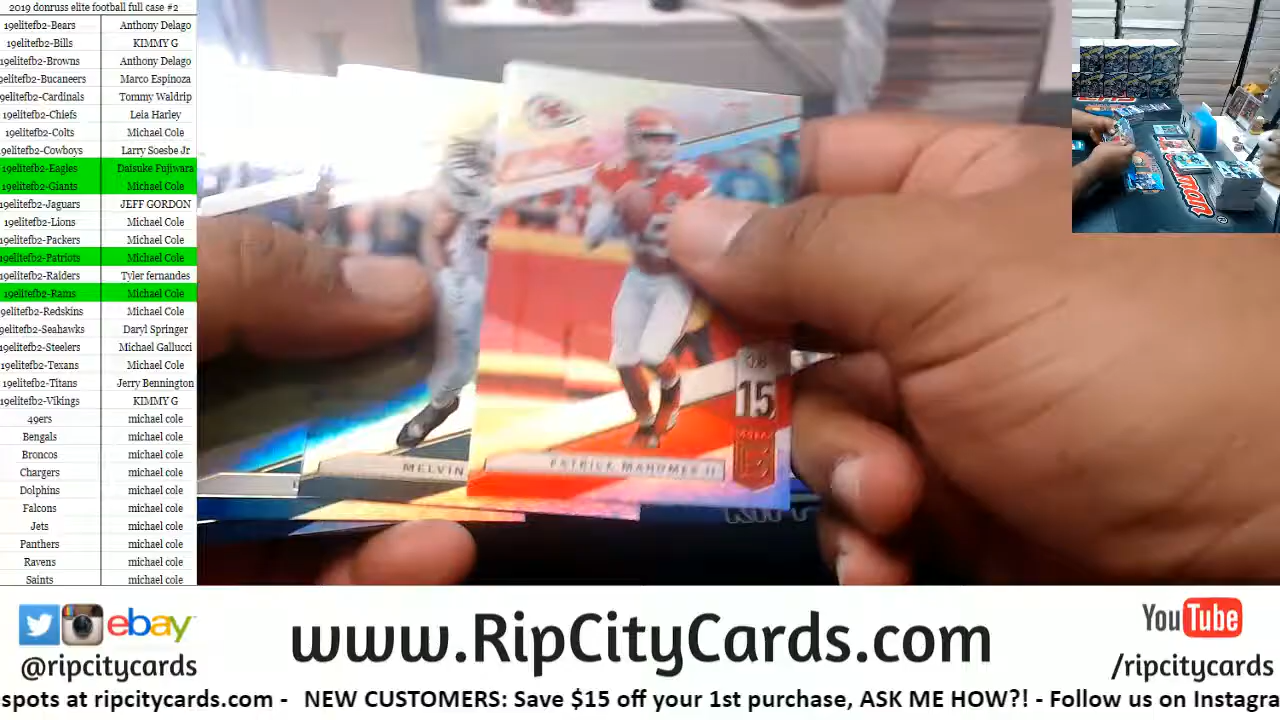 2019 donruss elite football full case #2
19elitefb2-Bears Anthony Delago
19elitefb2-Bills KIMMY G
19elitefb2-Browns Anthony Delago
9elitefb2-Bucaneers Marco Espinoza
9elitefb2-Cardinals Tommy Waldrip
19elitefb2-Chiefs Leia Harley
19elitefb2-Colts Michael Cole
9elitefb2-Cowboys Larry Soesbe Jr
19elitefb2-Eagles Daisuke Fujiwara
19elitefb2-Giants Michael Cole
9elitefb2-Jaguars JEFF GORDON
19elitefb2-Lions Michael Cole
9elitefb2-Packers Michael Cole
19elitefb2-Patriots Michael Cole
19elitefb2-Raiders Tyler fernandes
19elitefb2-Rams Michael Cole
9elitefb2-Redskins Michael Cole
9elitefb2-Seahawks Daryl Springer
19elitefb2-Steelers Michael Gallucci
19elitefb2-Texans Michael Cole
19elitefb2-Titans Jerry Bennington
19elitefb2-Vikings KIMMY G
49ers michael cole
Bengals michael cole
Broncos michael cole
Chargers michael cole
Dolphins michael cole
Falcons michael cole
Jets michael cole
Panthers michael cole
Ravens michael cole
Saints michael cole
QB
15
MELVIN
PATRICK MAHOMES II
ebay
@ripcitycards
www.RipCityCards.com
YouTube
/ripcitycards
espots at ripcitycards.com - NEW CUSTOMERS: Save $15 off your 1st purchase, ASK ME HOW?! - Follow us on Instagra